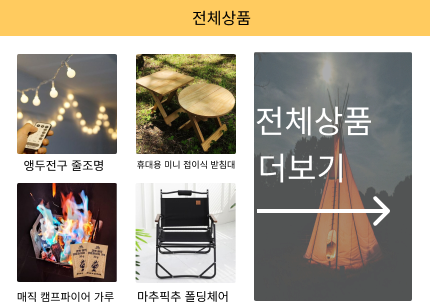 전체상품
앵두전구 줄조명
휴대용 미니 접이식 받침대
전체상품
더보기
매직 캠프파이어 가루
마추픽추 폴딩체어